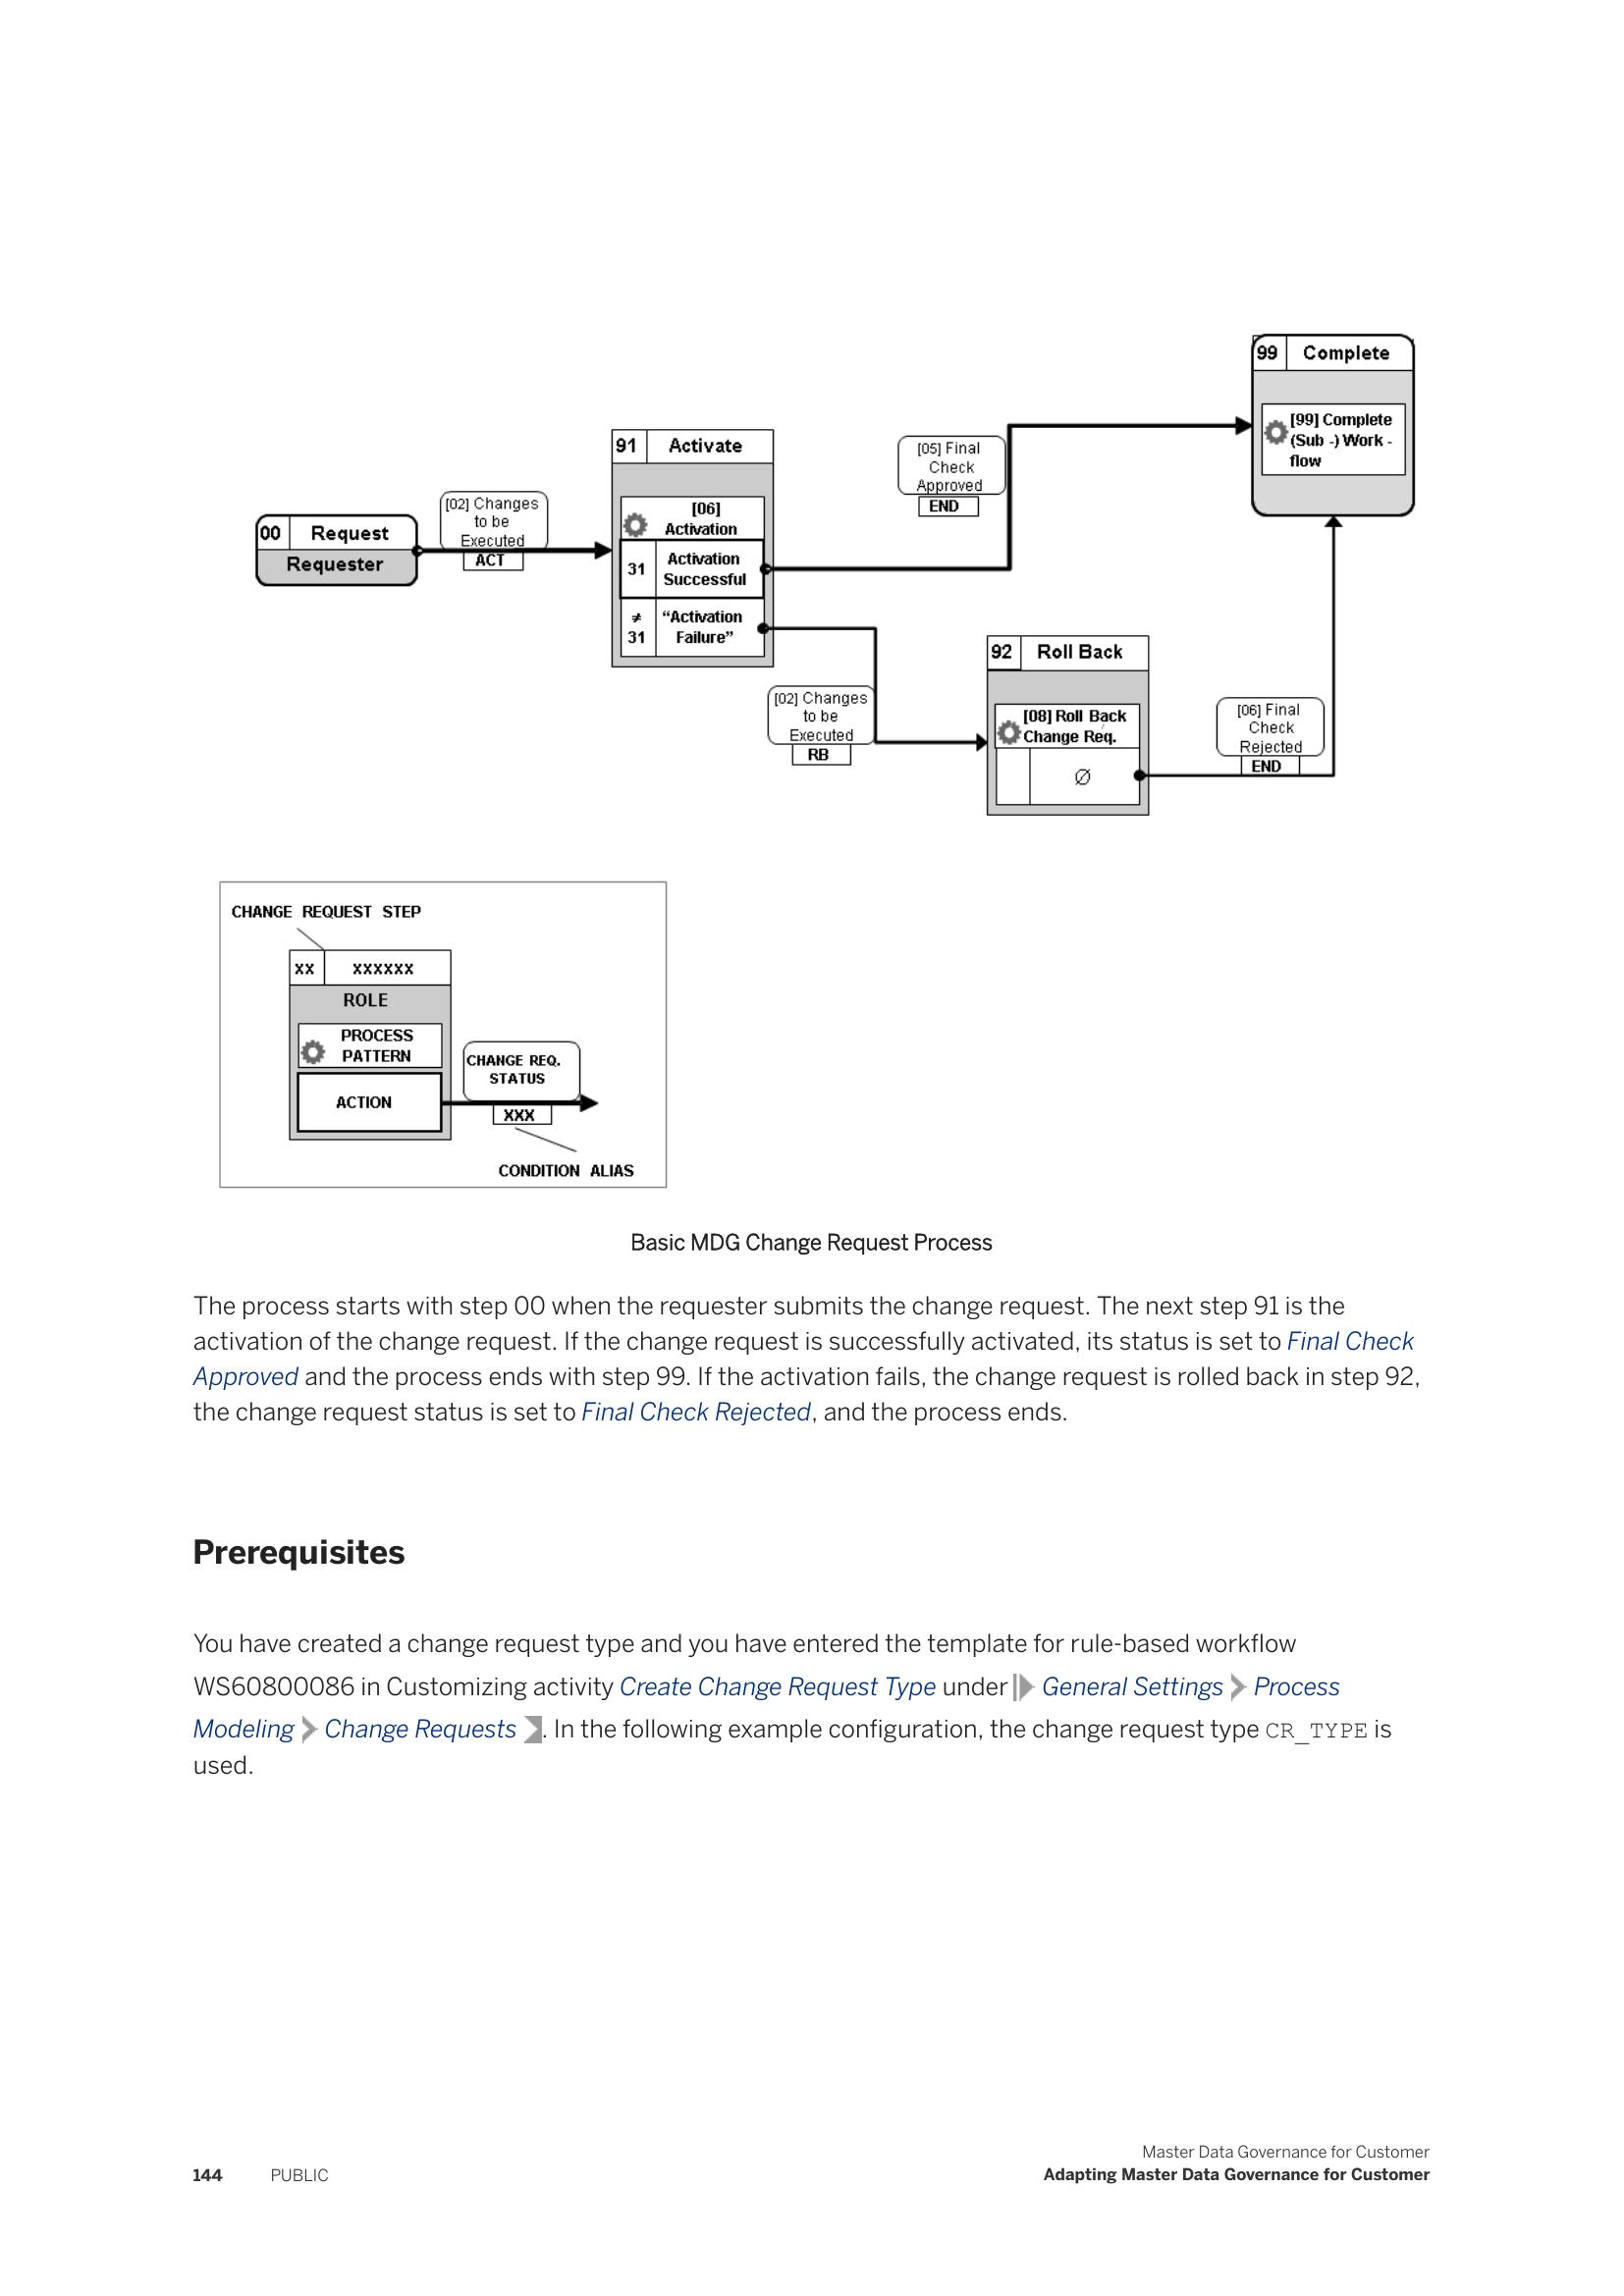 99 Complete
[99] Complete
(Sub -) Work -
flow
91 Activate
[05] Final
Check
Approved
END
[02] Changes
to be
Executed
ACT
00 Request
Requester
[06]
Activation
31
Activation
Successful
≠
31
“Activation
Failure”
92 Roll Back
[02] Changes
to be
Executed
RB
[08] Roll Back
Change Req.
∅
[06] Final
Check
Rejected
END
CHANGE REQUEST STEP
xx xxxxxx
ROLE
PROCESS
PATTERN
CHANGE REQ.
STATUS
ACTION
XXX
CONDITION ALIAS
Basic MDG Change Request Process
The process starts with step 00 when the requester submits the change request. The next step 91 is the
activation of the change request. If the change request is successfully activated, its status is set to Final Check
Approved and the process ends with step 99. If the activation fails, the change request is rolled back in step 92,
the change request status is set to Final Check Rejected, and the process ends.
Prerequisites
You have created a change request type and you have entered the template for rule-based workflow
WS60800086 in Customizing activity Create Change Request Type under General Settings Process
Modeling Change Requests . In the following example configuration, the change request type CR_TYPE is
used.
Master Data Governance for Customer
144 PUBLIC Adapting Master Data Governance for Customer